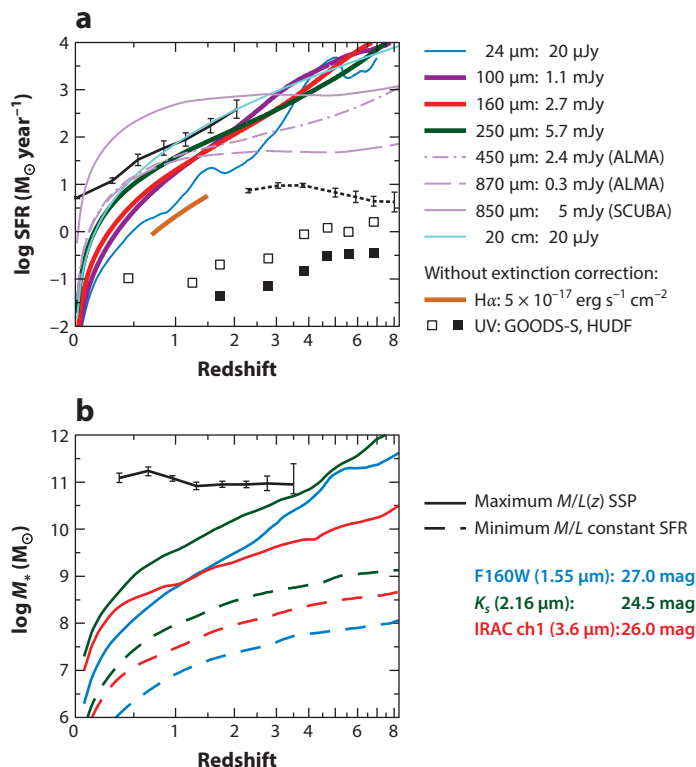 a
4
3
2
1
0
−1
−2
log SFR (M⊙ year⁻¹)
0 1 2 3 4 5 6 7 8
Redshift
24 μm: 20 μJy
100 μm: 1.1 mJy
160 μm: 2.7 mJy
250 μm: 5.7 mJy
450 μm: 2.4 mJy (ALMA)
870 μm: 0.3 mJy (ALMA)
850 μm: 5 mJy (SCUBA)
20 cm: 20 μJy
Without extinction correction:
Hα: 5 × 10⁻¹⁷ erg s⁻¹ cm⁻²
UV: GOODS-S, HUDF
b
12
11
10
9
8
7
6
log M* (M⊙)
0 1 2 3 4 5 6 8
Redshift
Maximum M/L(z) SSP
Minimum M/L constant SFR
F160W (1.55 μm): 27.0 mag
Ks (2.16 μm): 24.5 mag
IRAC ch1 (3.6 μm): 26.0 mag